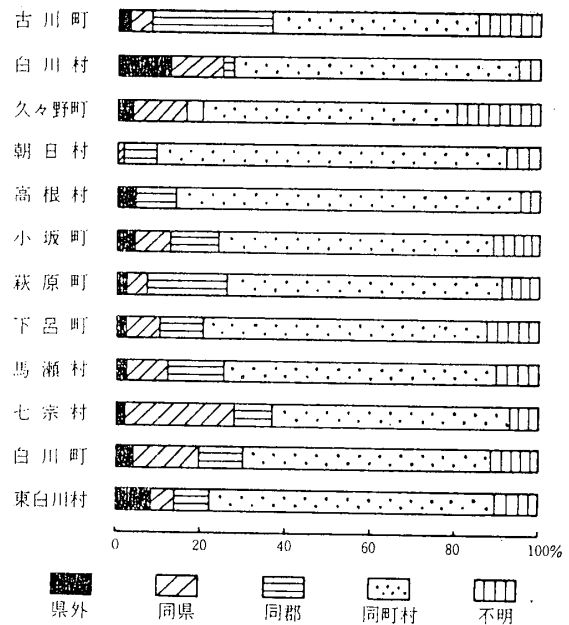 古川町
白川村
久々野町
朝日村
高根村
小坂町
萩原町
下呂町
馬瀬村
七宗村
白川町
東白川村
0 20 40 60 80 100%
県外 同県 同郡 同町村 不明